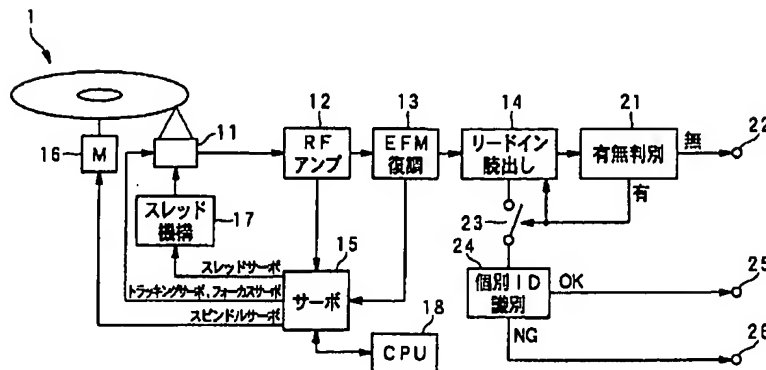 1
12
13
14
21
22
RF
アンプ
EFM
復調
リードイン
読出し
有無判別
無
有
16
M
11
スレッド
機構
17
23
24
15
スレッドサーボ
トラッキングサーボ、フォーカスサーボ
スピンドルサーボ
サーボ
18
CPU
個別ID
識別
OK
25
NG
26